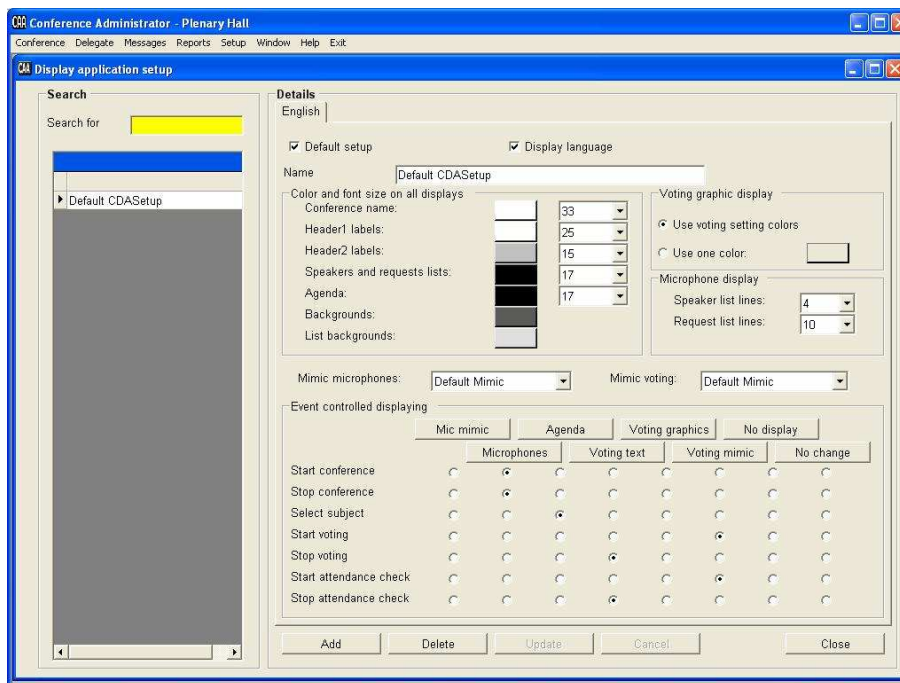 CAA Conference Administrator - Plenary Hall
Conference Delegate Messages Reports Setup Window Help Exit
CAA Display application setup
Search
Search for
Default CDASetup
Details
English
Default setup Display language
Name Default CDASetup
Color and font size on all displays
Conference name: 33
Header1 labels: 25
Header2 labels: 15
Speakers and requests lists: 17
Agenda: 17
Backgrounds:
List backgrounds:
Voting graphic display
Use voting setting colors
Use one color:
Microphone display
Speaker list lines: 4
Request list lines: 10
Mimic microphones: Default Mimic Mimic voting: Default Mimic
Event controlled displaying
Mic mimic Agenda Voting graphics No display
Microphones Voting text Voting mimic No change
Start conference
Stop conference
Select subject
Start voting
Stop voting
Start attendance check
Stop attendance check
Add Delete Update Cancel Close